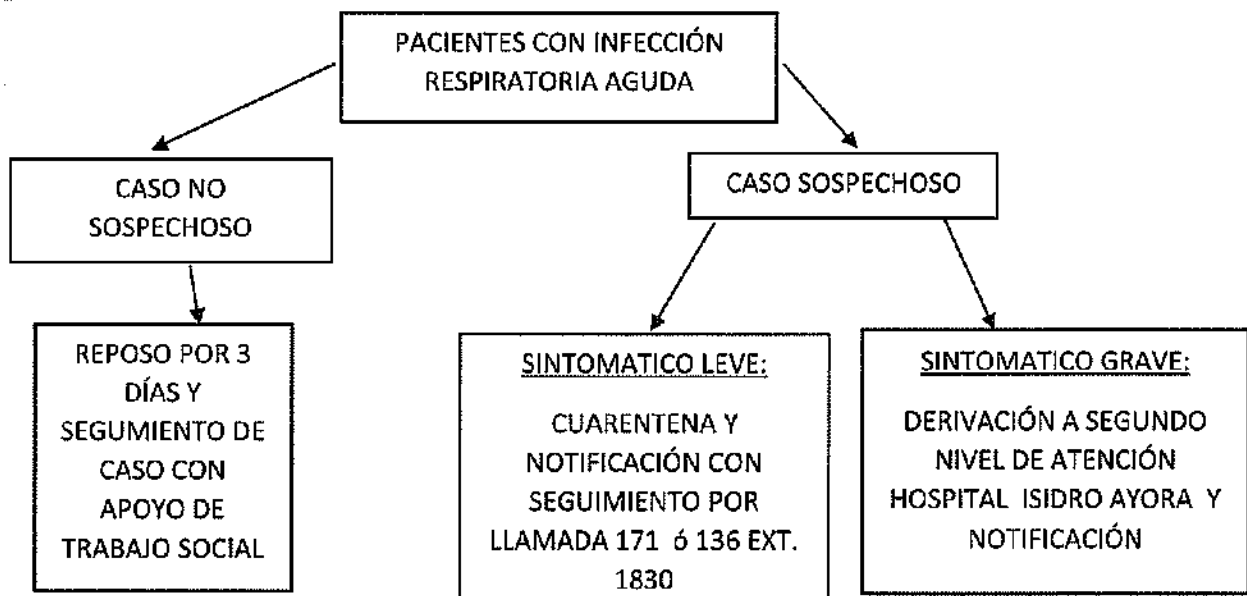 PACIENTES CON INFECCIÓN
RESPIRATORIA AGUDA
CASO NO
SOSPECHOSO
CASO SOSPECHOSO
REPOSO POR 3
DÍAS Y
SEGUMIENTO DE
CASO CON
APOYO DE
TRABAJO SOCIAL
SINTOMATICO LEVE:
CUARENTENA Y
NOTIFICACIÓN CON
SEGUIMIENTO POR
LLAMADA 171 ó 136 EXT.
1830
SINTOMATICO GRAVE:
DERIVACIÓN A SEGUNDO
NIVEL DE ATENCIÓN
HOSPITAL ISIDRO AYORA Y
NOTIFICACIÓN